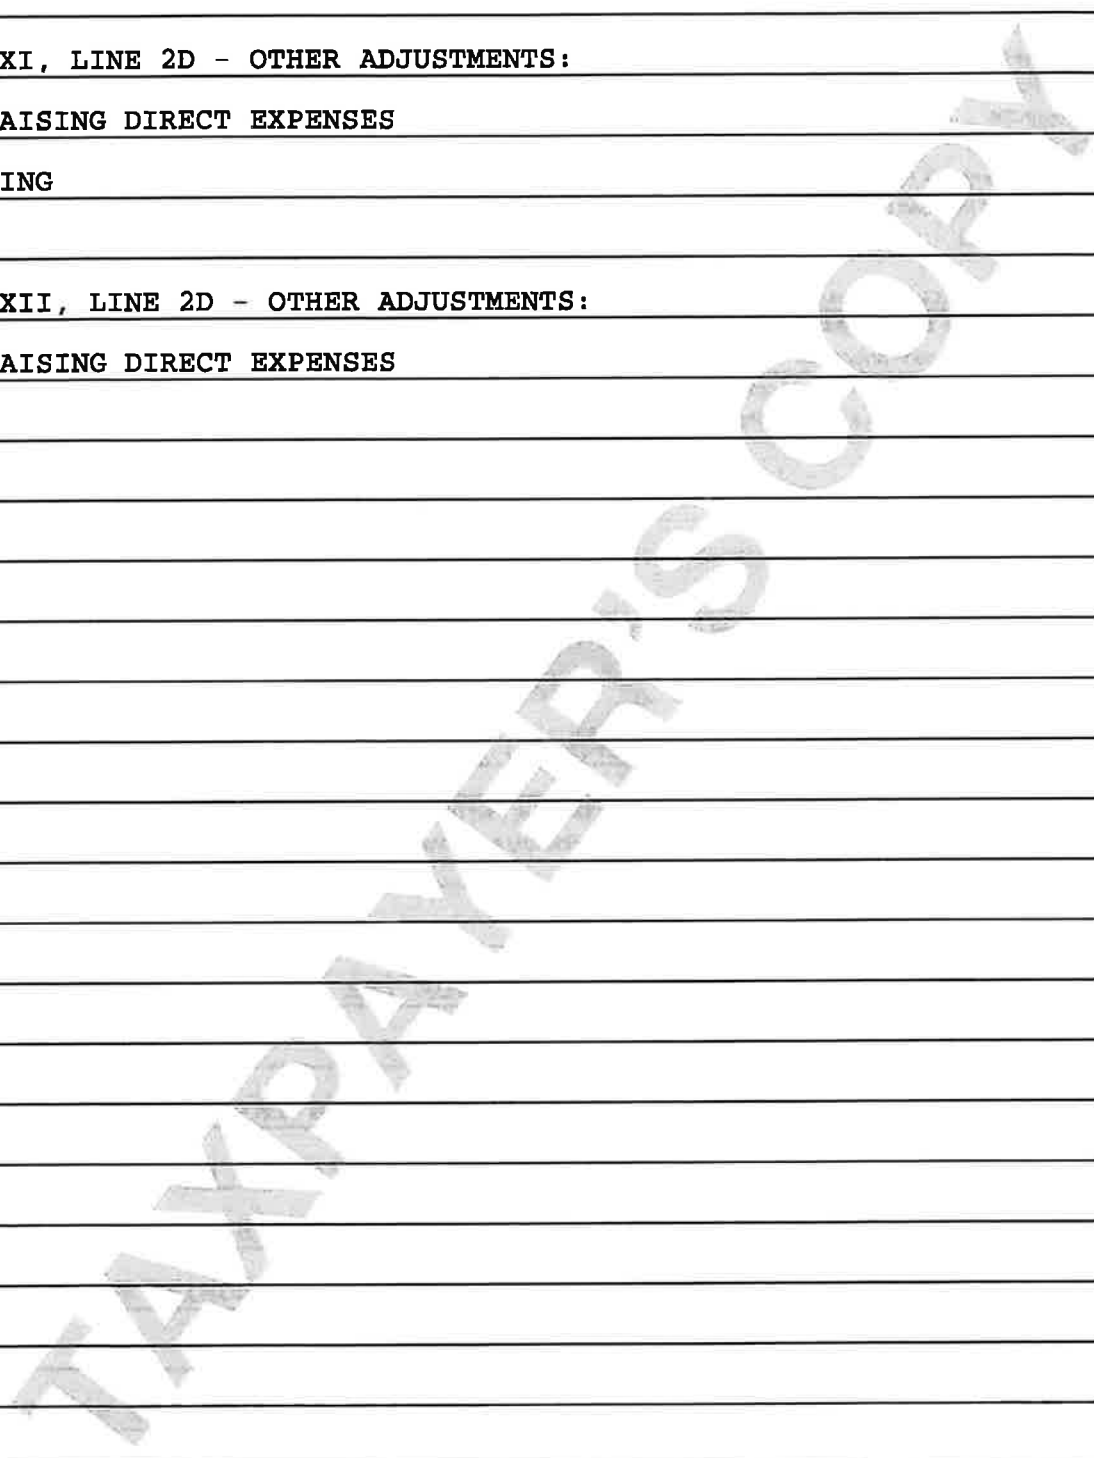 XI, LINE 2D - OTHER ADJUSTMENTS:
AISING DIRECT EXPENSES
ING
XII, LINE 2D - OTHER ADJUSTMENTS:
AISING DIRECT EXPENSES
TAXPAYER'S COPY